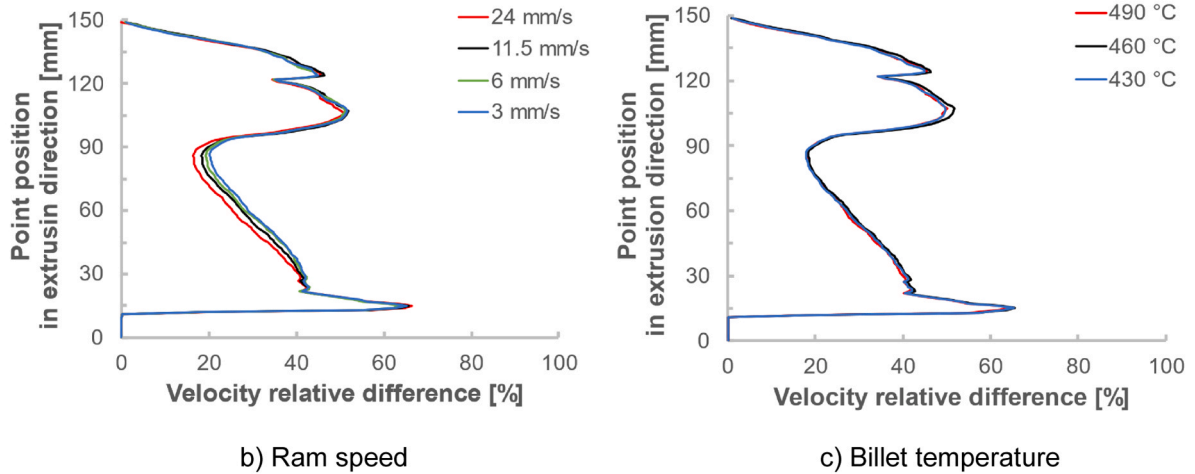 150
120
90
60
30
0
Point position
in extrusin direction [mm]
24 mm/s
11.5 mm/s
6 mm/s
3 mm/s
0 20 40 60 80 100
Velocity relative difference [%]
b) Ram speed
150
120
90
60
30
0
Point position
in extrusion direction [mm]
490 °C
460 °C
430 °C
0 20 40 60 80 100
Velocity relative difference [%]
c) Billet temperature